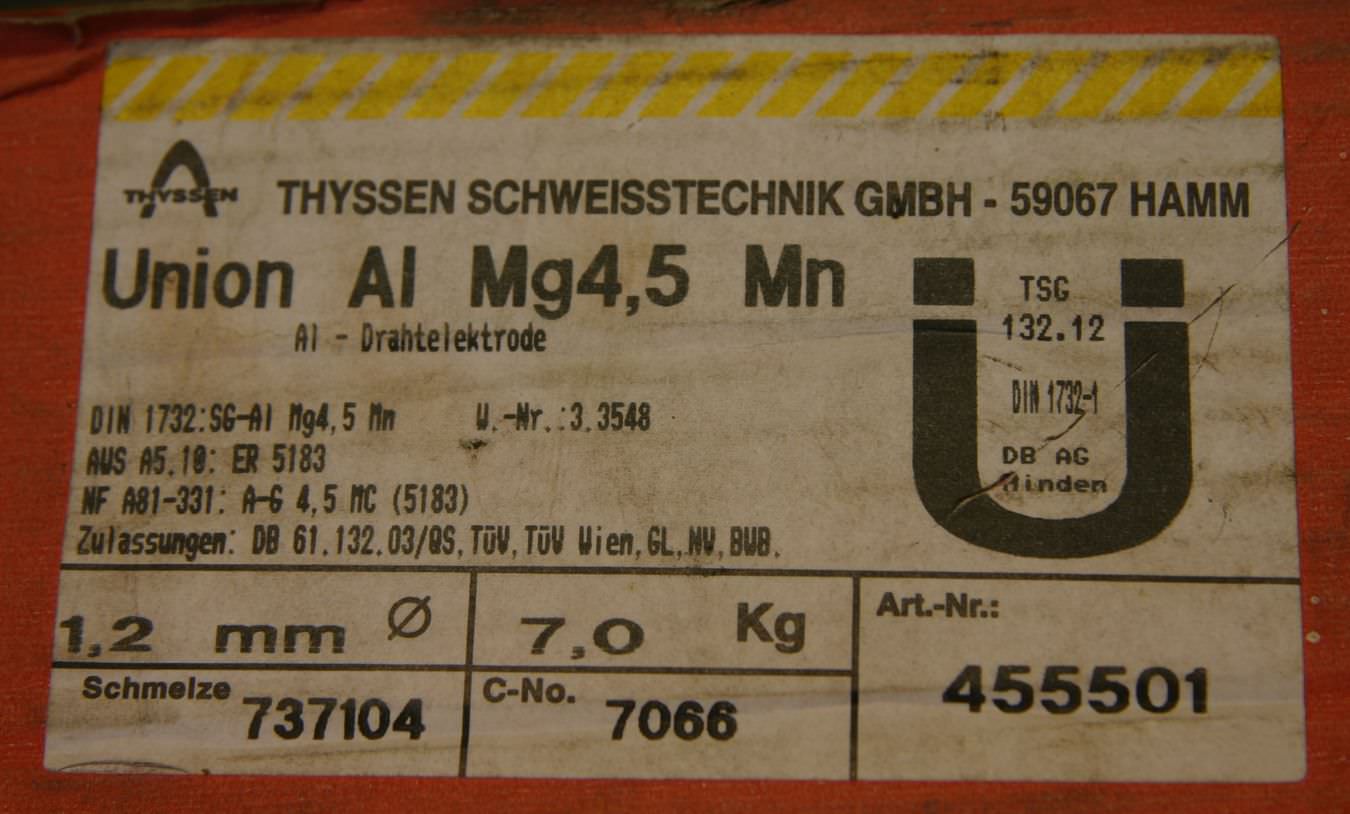 THYSSEN
THYSSEN SCHWEISSTECHNIK GMBH - 59067 HAMM
Union Al Mg4,5 Mn
Al - Drahtelektrode
DIN 1732:SG-Al Mg4,5 Mn W.-Nr.:3.3548
AWS A5.10: ER 5183
NF A81-331: A-G 4,5 MC (5183)
Zulassungen: DB 61.132.03/QS, TÜV, TÜV Wien, GL, NV, BWB.
Ü
TSG
132.12
DIN 1732-1
DB AG
Minden
1,2 mm Ø
7,0 Kg
Art.-Nr.:
455501
Schmelze 737104
C-No. 7066